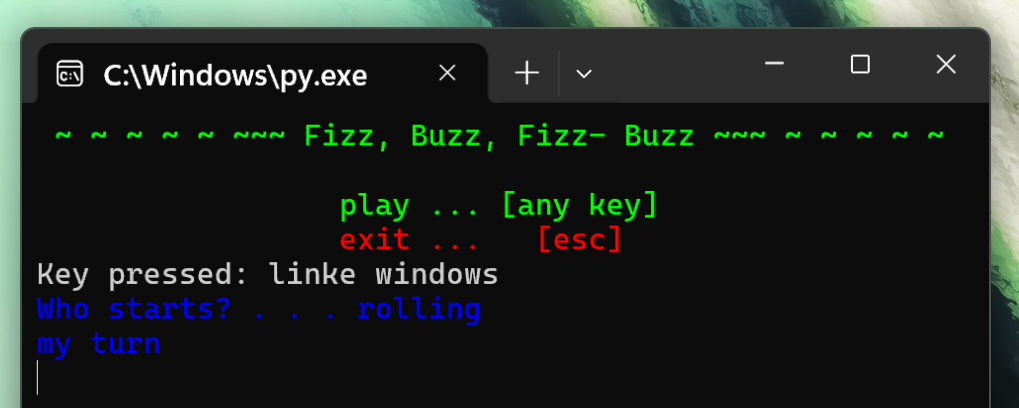 C:\Windows\py.exe
~ ~ ~ ~ ~ ~~~ Fizz, Buzz, Fizz- Buzz ~~~ ~ ~ ~ ~ ~
play ... [any key]
exit ...   [esc]
Key pressed: linke windows
Who starts? . . . rolling
my turn